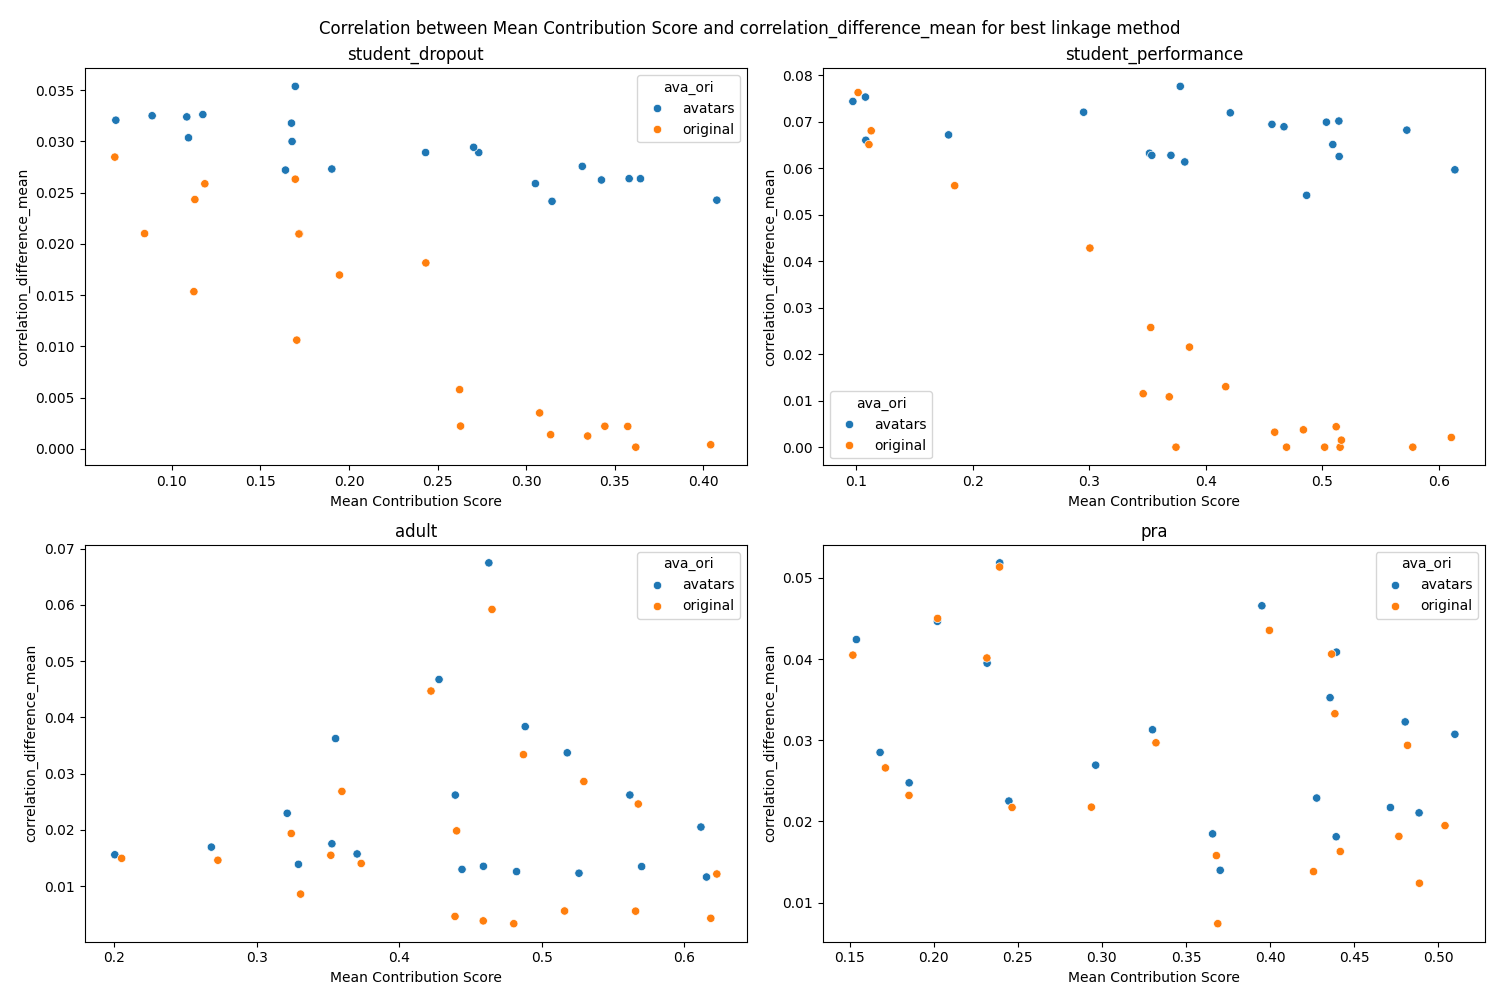 Correlation between Mean Contribution Score and correlation_difference_mean for best linkage method
student_dropout
correlation_difference_mean
0.035
0.030
0.025
0.020
0.015
0.010
0.005
0.000
ava_ori
avatars
original
0.10 0.15 0.20 0.25 0.30 0.35 0.40
Mean Contribution Score
student_performance
correlation_difference_mean
0.08
0.07
0.06
0.05
0.04
0.03
0.02
0.01
0.00
ava_ori
avatars
original
0.1 0.2 0.3 0.4 0.5 0.6
Mean Contribution Score
adult
correlation_difference_mean
0.07
0.06
0.05
0.04
0.03
0.02
0.01
ava_ori
avatars
original
0.2 0.3 0.4 0.5 0.6
Mean Contribution Score
pra
correlation_difference_mean
0.05
0.04
0.03
0.02
0.01
ava_ori
avatars
original
0.15 0.20 0.25 0.30 0.35 0.40 0.45 0.50
Mean Contribution Score